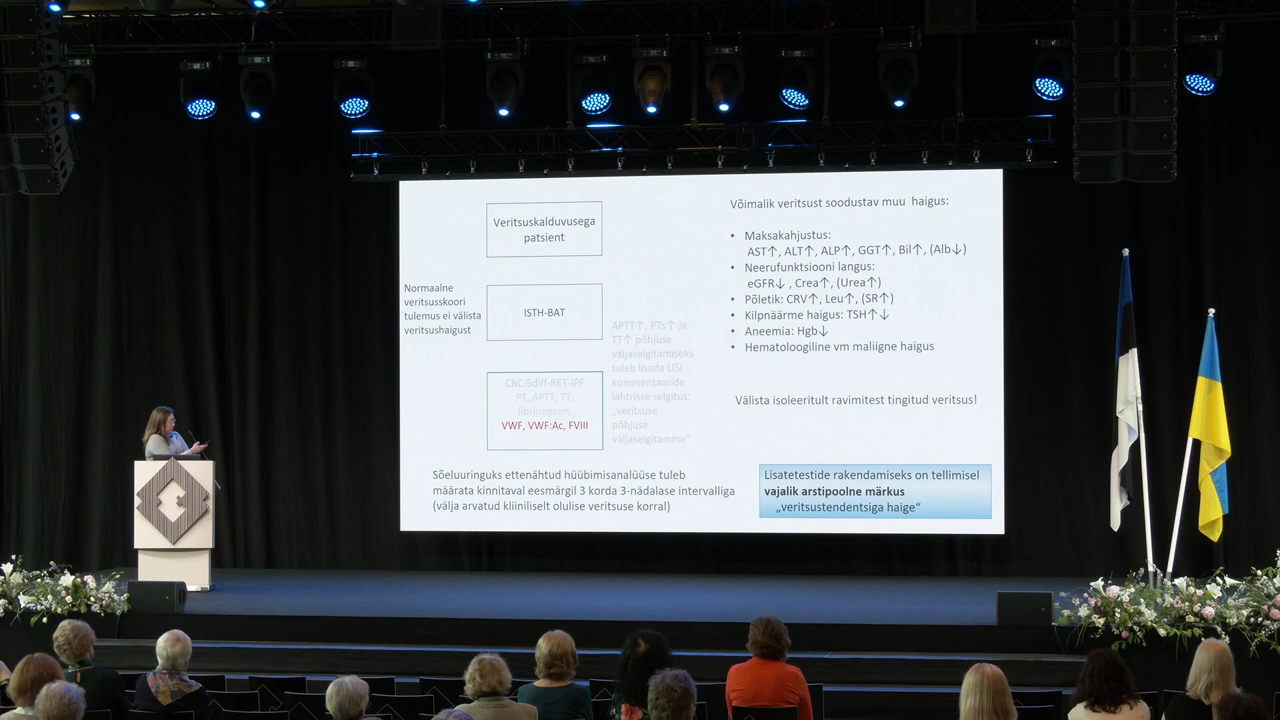 Veritsuskalduvusega
patsient
Normaalne
veritsusskoori
tulemus ei välista
veritsushaigust
ISTH-BAT
APTT↑, PTs↑ ja
TT↑ põhjuse
väljaselgitamiseks
tuleb lisada LISi
kommentaaride
lahtrisse selgitus:
„veritsuse
põhjuse
väljaselgitamine“
CBC-5diff-RET-IPF
PT, APTT, TT,
fibrinogeen,
VWF, VWF:Ac, FVIII
Sõeluuringuks ettenähtud hüübimisanalüüse tuleb
määrata kinnitaval eesmärgil 3 korda 3-nädalase intervalliga
(välja arvatud kliiniliselt olulise veritsuse korral)
Võimalik veritsust soodustav muu haigus:
• Maksakahjustus:
AST↑, ALT↑, ALP↑, GGT↑, Bil↑, (Alb↓)
• Neerufunktsiooni langus:
eGFR↓ , Crea↑, (Urea↑)
• Põletik: CRV↑, Leu↑, (SR↑)
• Kilpnäärme haigus: TSH↑↓
• Aneemia: Hgb↓
• Hematoloogiline vm maliigne haigus
Välista isoleeritult ravimitest tingitud veritsus!
Lisatetestide rakendamiseks on tellimisel
vajalik arstipoolne märkus
„veritsustendentsiga haige“